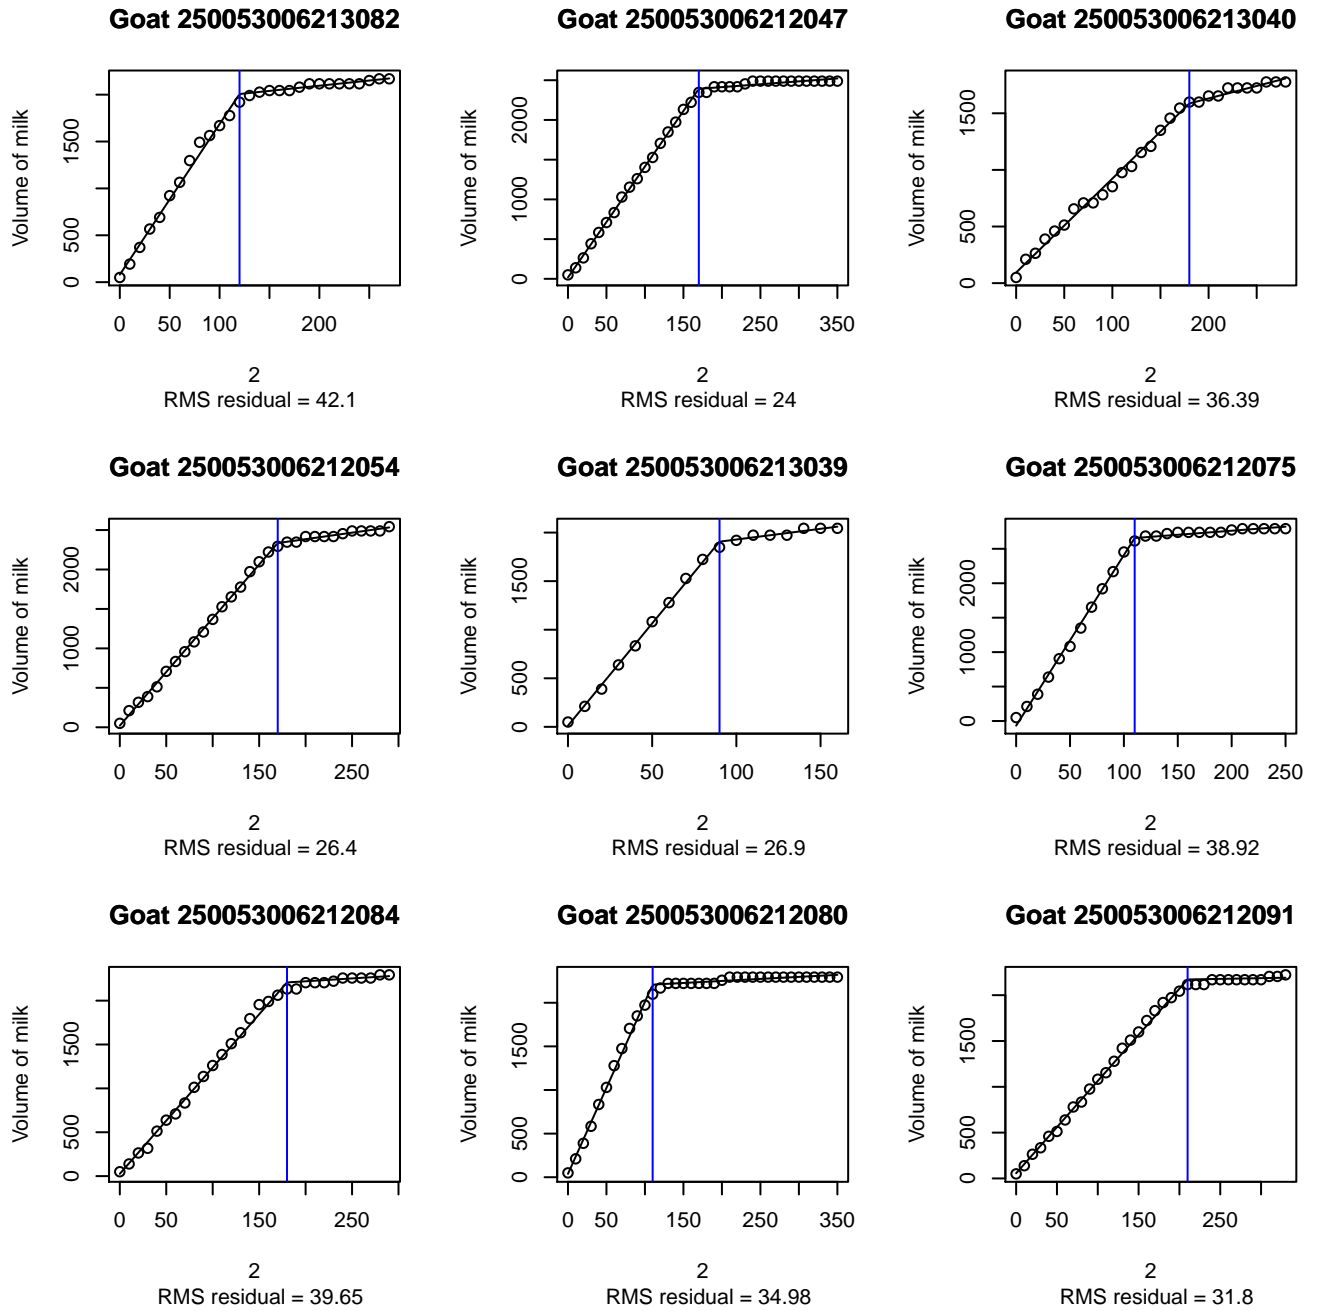 Goat 250053006213082
Goat 250053006212047
Goat 250053006213040
Volume of milk
0 500 1500
0 50 100 200
2
RMS residual = 42.1
Volume of milk
0 1000 2000
0 50 150 250 350
2
RMS residual = 24
Volume of milk
0 500 1500
0 50 100 200
2
RMS residual = 36.39
Goat 250053006212054
Goat 250053006213039
Goat 250053006212075
Volume of milk
0 1000 2000
0 50 150 250
2
RMS residual = 26.4
Volume of milk
0 500 1500
0 50 100 150
2
RMS residual = 26.9
Volume of milk
0 1000 2000
0 50 100 150 200 250
2
RMS residual = 38.92
Goat 250053006212084
Goat 250053006212080
Goat 250053006212091
Volume of milk
0 500 1500
0 50 150 250
2
RMS residual = 39.65
Volume of milk
0 500 1500
0 50 150 250 350
2
RMS residual = 34.98
Volume of milk
0 500 1500
0 50 150 250
2
RMS residual = 31.8